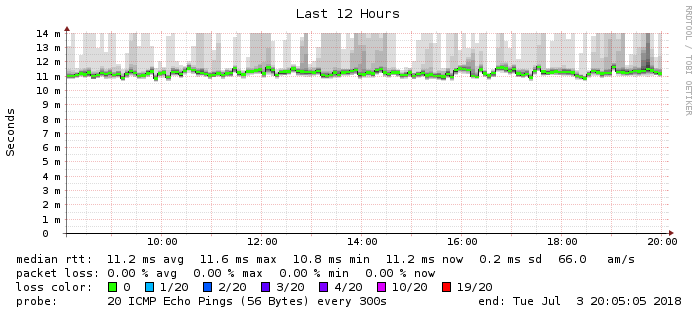 Last 12 Hours
RRDTOOL / TOBI OETIKER
Seconds
14 m
13 m
12 m
11 m
10 m
9 m
8 m
7 m
6 m
5 m
4 m
3 m
2 m
1 m
0
10:00 12:00 14:00 16:00 18:00 20:00
median rtt: 11.2 ms avg 11.6 ms max 10.8 ms min 11.2 ms now 0.2 ms sd 66.0 am/s
packet loss: 0.00 % avg 0.00 % max 0.00 % min 0.00 % now
loss color: 0 1/20 2/20 3/20 4/20 10/20 19/20
probe: 20 ICMP Echo Pings (56 Bytes) every 300s end: Tue Jul 3 20:05:05 2018